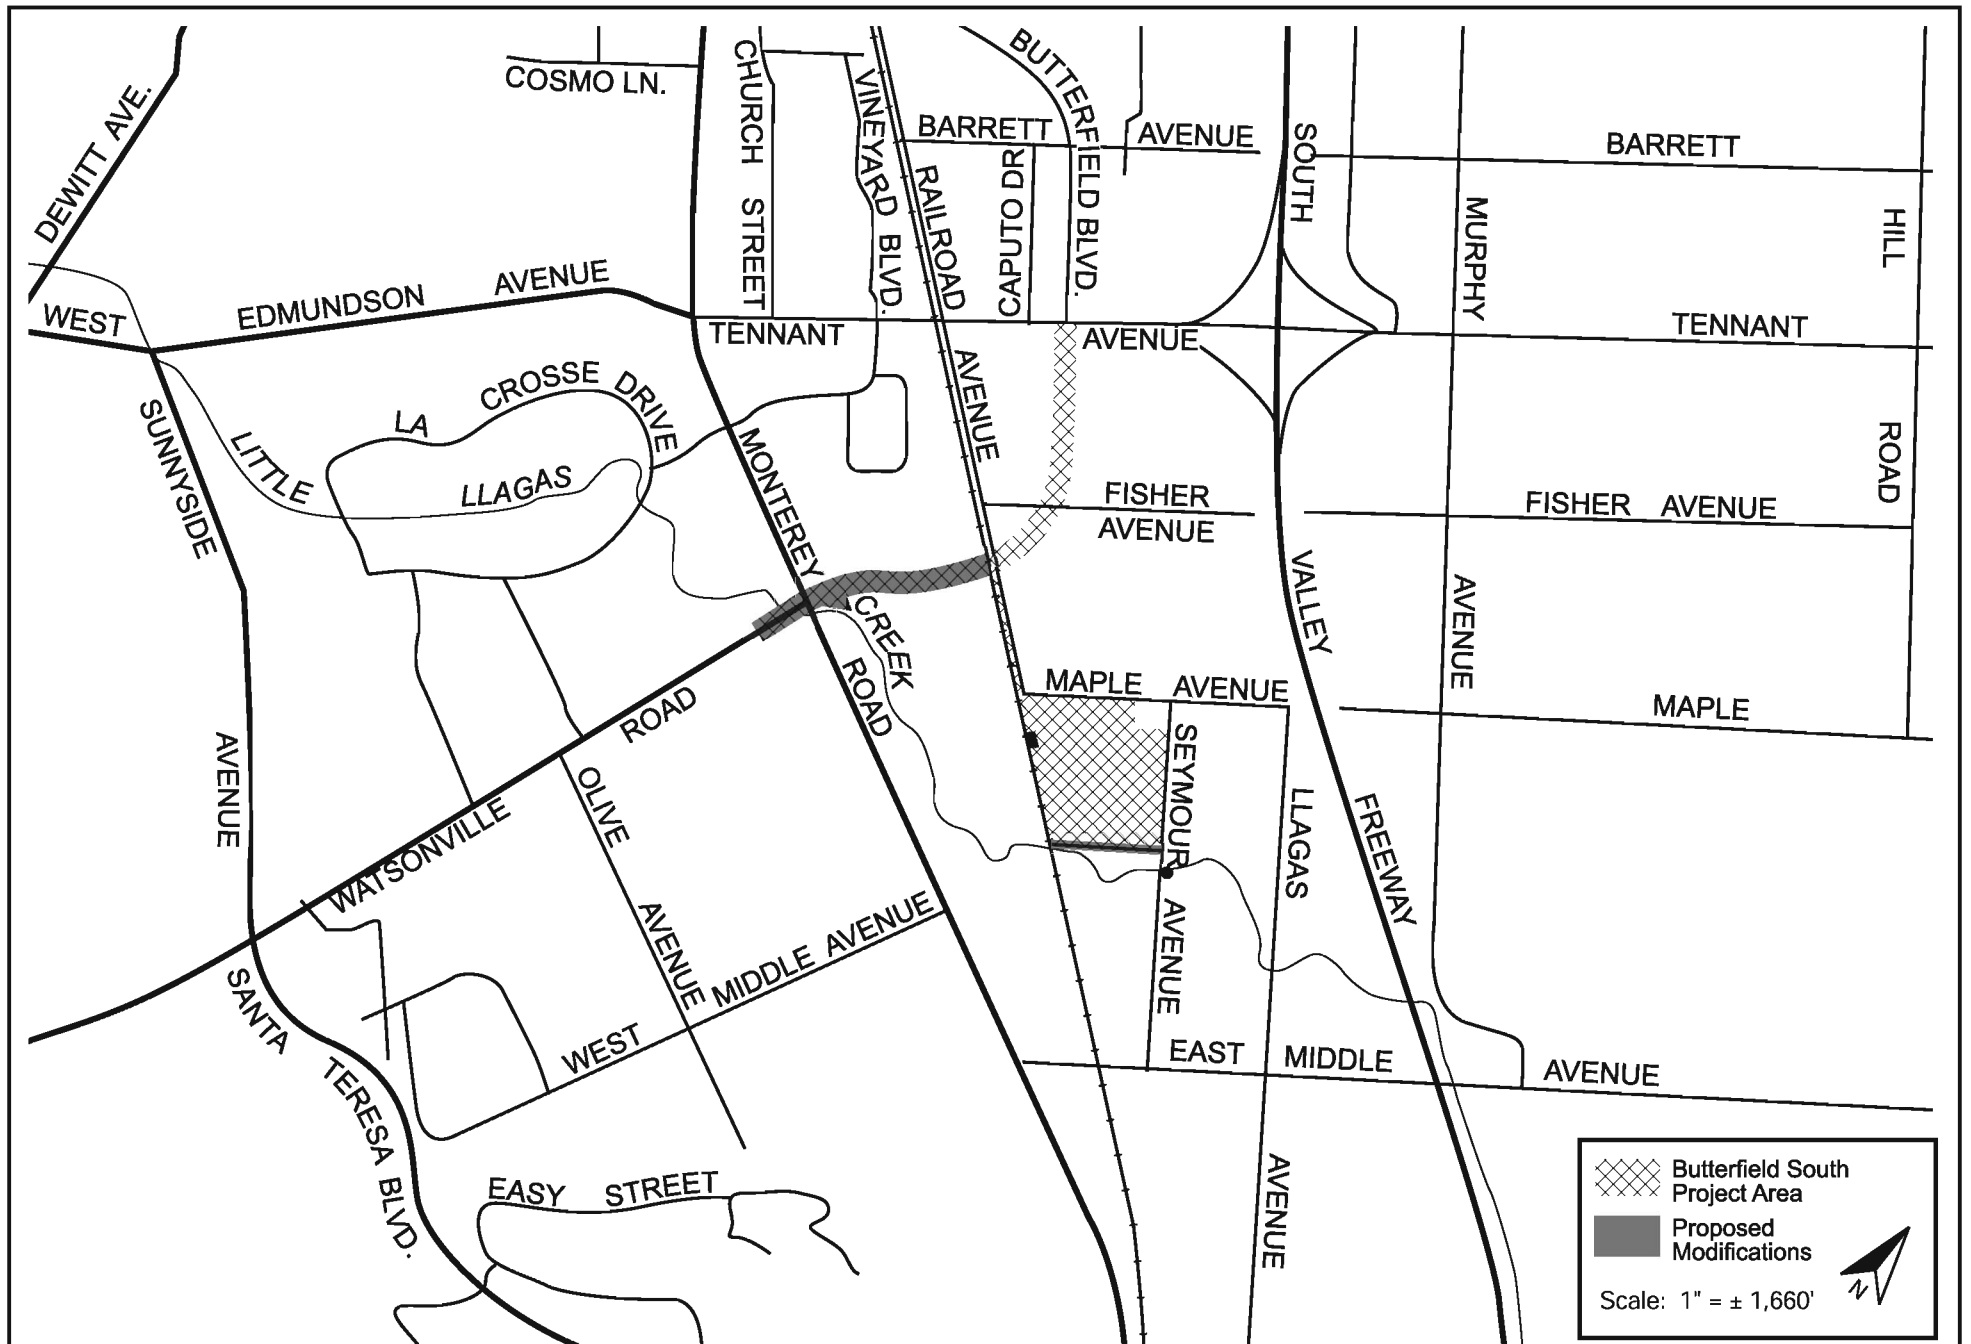 COSMO LN.
DEWITT AVE.
CHURCH STREET
VINEYARD BLVD.
BUTTERFIELD BLVD.
BARRETT AVENUE
SOUTH
BARRETT
RAILROAD
CAPUTO DR
MURPHY
HILL
WEST
EDMUNDSON AVENUE
TENNANT
AVENUE
TENNANT
AVENUE
SUNNYSIDE
LA CROSSE DRIVE
LITTLE
LLAGAS
MONTEREY
FISHER
AVENUE
FISHER AVENUE
ROAD
VALLEY
AVENUE
CREEK
ROAD
MAPLE AVENUE
MAPLE
ROAD
AVENUE
SEYMOUR
LLAGAS
FREEWAY
WATSONVILLE
OLIVE
AVENUE
MIDDLE AVENUE
WEST
AVENUE
SANTA
TERESA BLVD.
EAST MIDDLE
AVENUE
EASY STREET
AVENUE
Butterfield South
Project Area
Proposed
Modifications
Scale: 1" = ± 1,660'
N